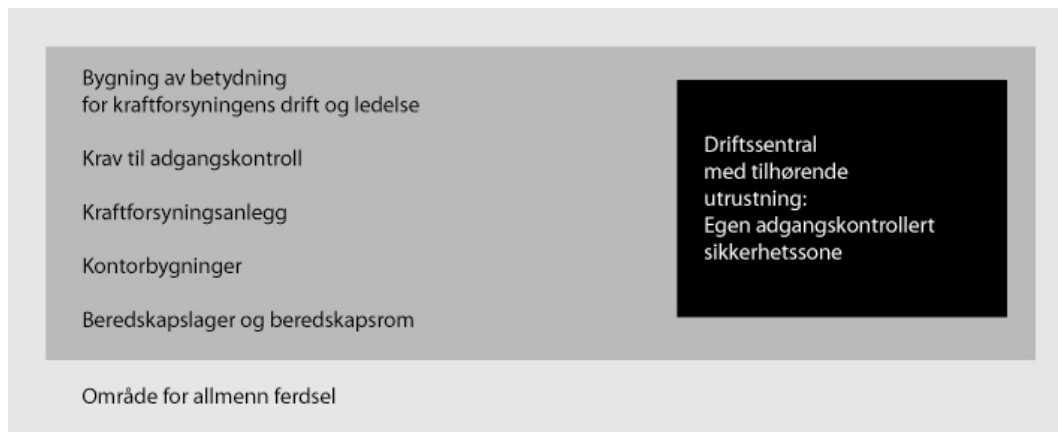 Bygning av betydning
for kraftforsyningens drift og ledelse
Krav til adgangskontroll
Kraftforsyningsanlegg
Kontorbygninger
Beredskapslager og beredskapsrom
Driftssentral
med tilhørende
utrustning:
Egen adgangskontrollert
sikkerhetssone
Område for allmenn ferdsel